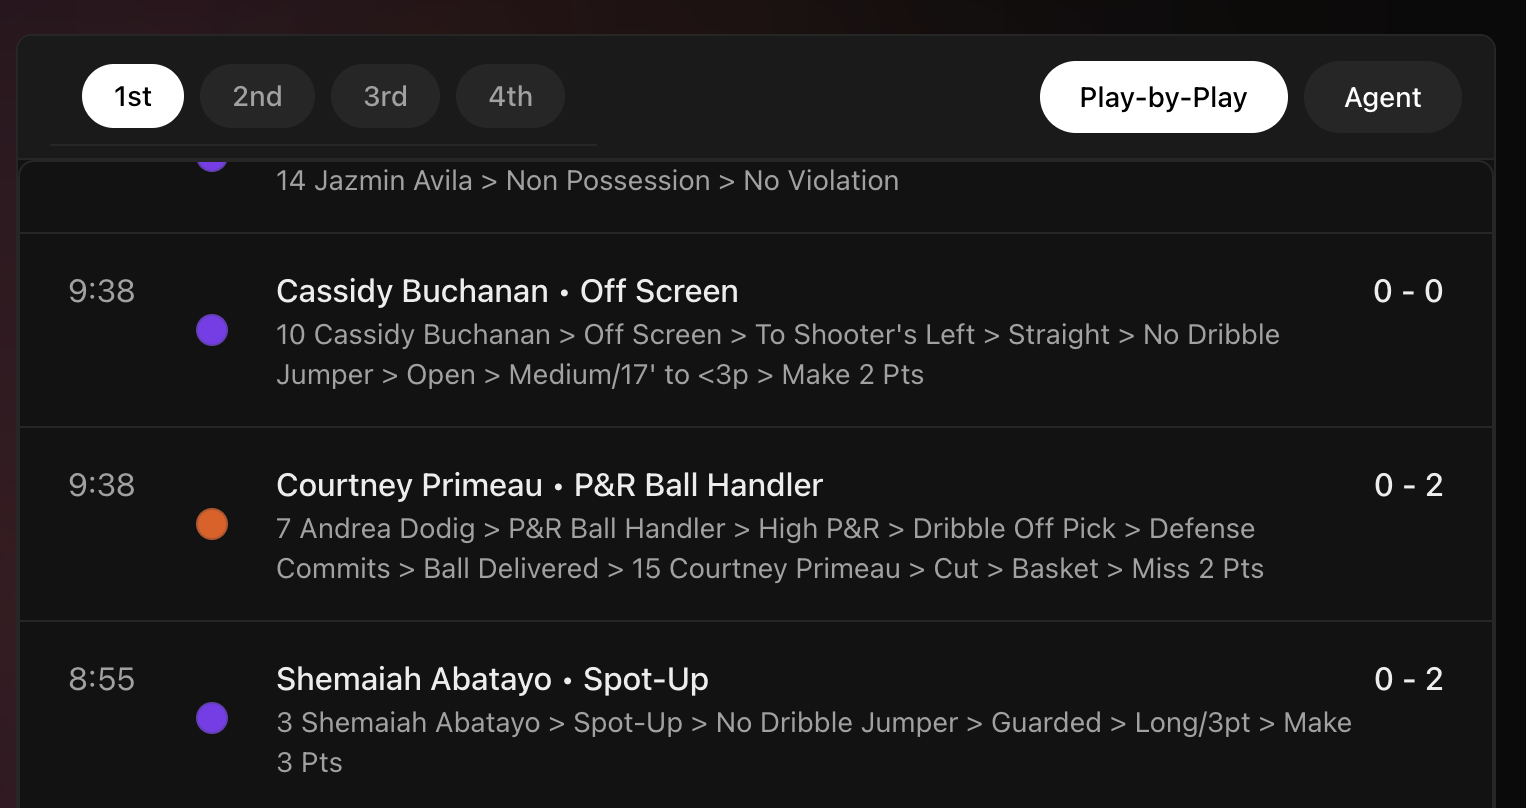 1st 2nd 3rd 4th Play-by-Play Agent
14 Jazmin Avila > Non Possession > No Violation
9:38 Cassidy Buchanan • Off Screen 0 - 0
10 Cassidy Buchanan > Off Screen > To Shooter's Left > Straight > No Dribble
Jumper > Open > Medium/17' to <3p > Make 2 Pts
9:38 Courtney Primeau • P&R Ball Handler 0 - 2
7 Andrea Dodig > P&R Ball Handler > High P&R > Dribble Off Pick > Defense
Commits > Ball Delivered > 15 Courtney Primeau > Cut > Basket > Miss 2 Pts
8:55 Shemaiah Abatayo • Spot-Up 0 - 2
3 Shemaiah Abatayo > Spot-Up > No Dribble Jumper > Guarded > Long/3pt > Make
3 Pts